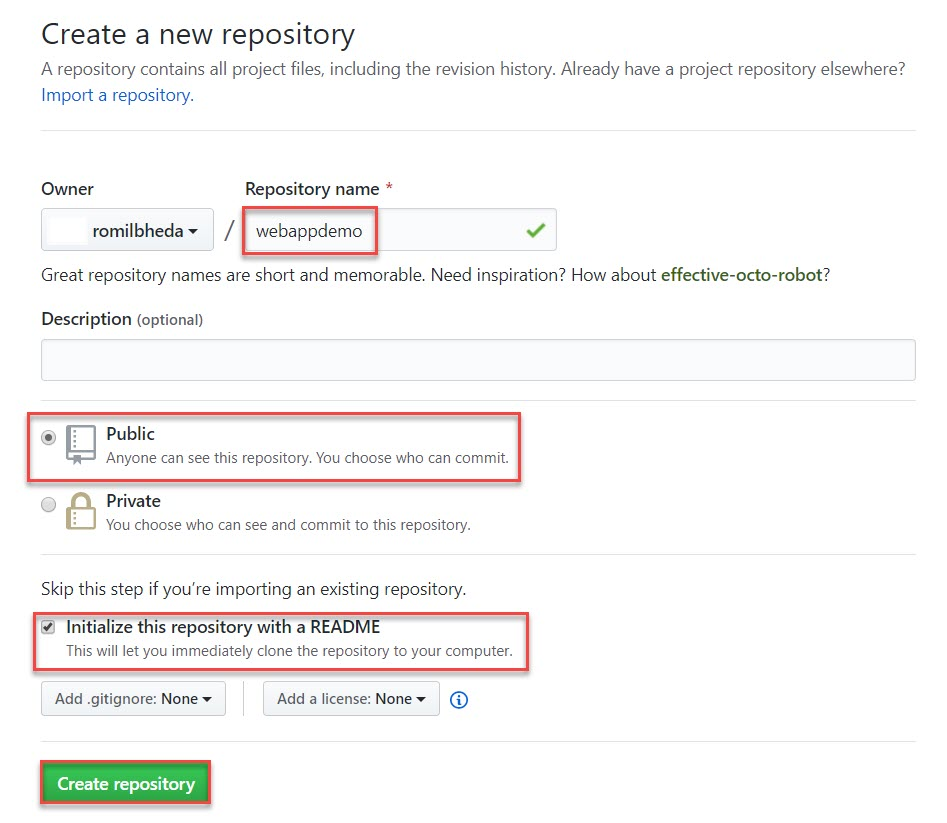 Create a new repository
A repository contains all project files, including the revision history. Already have a project repository elsewhere?
Import a repository.
Owner
Repository name *
romilbheda
/
webappdemo
Great repository names are short and memorable. Need inspiration? How about effective-octo-robot?
Description (optional)
Public
Anyone can see this repository. You choose who can commit.
Private
You choose who can see and commit to this repository.
Skip this step if you’re importing an existing repository.
Initialize this repository with a README
This will let you immediately clone the repository to your computer.
Add .gitignore: None
Add a license: None
Create repository